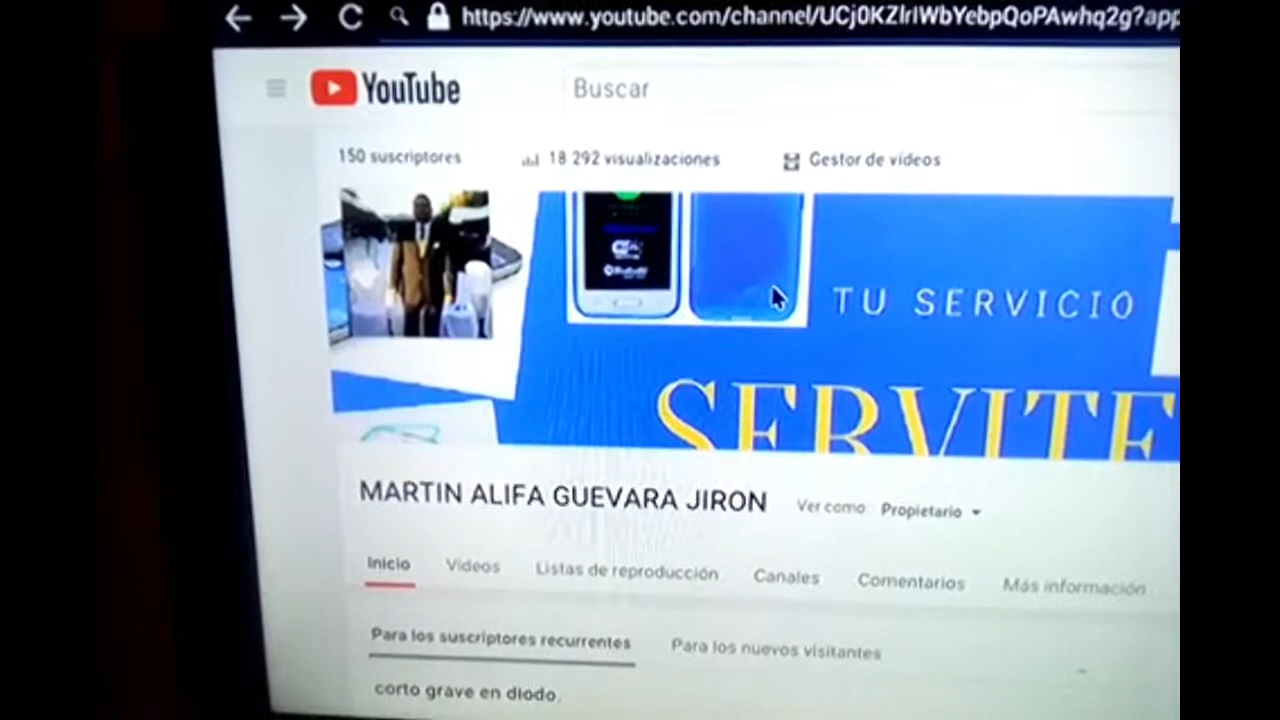 https://www.youtube.com/channel/UCj0KZlrIWbYebpQoPAwhq2g?app
YouTube
Buscar
150 suscriptores
18 292 visualizaciones
Gestor de vídeos
TU SERVICIO
SERVITE
MARTIN ALIFA GUEVARA JIRON
Ver como Propietario
Inicio
Vídeos
Listas de reproducción
Canales
Comentarios
Más información
Para los suscriptores recurrentes
Para los nuevos visitantes
corto grave en diodo.